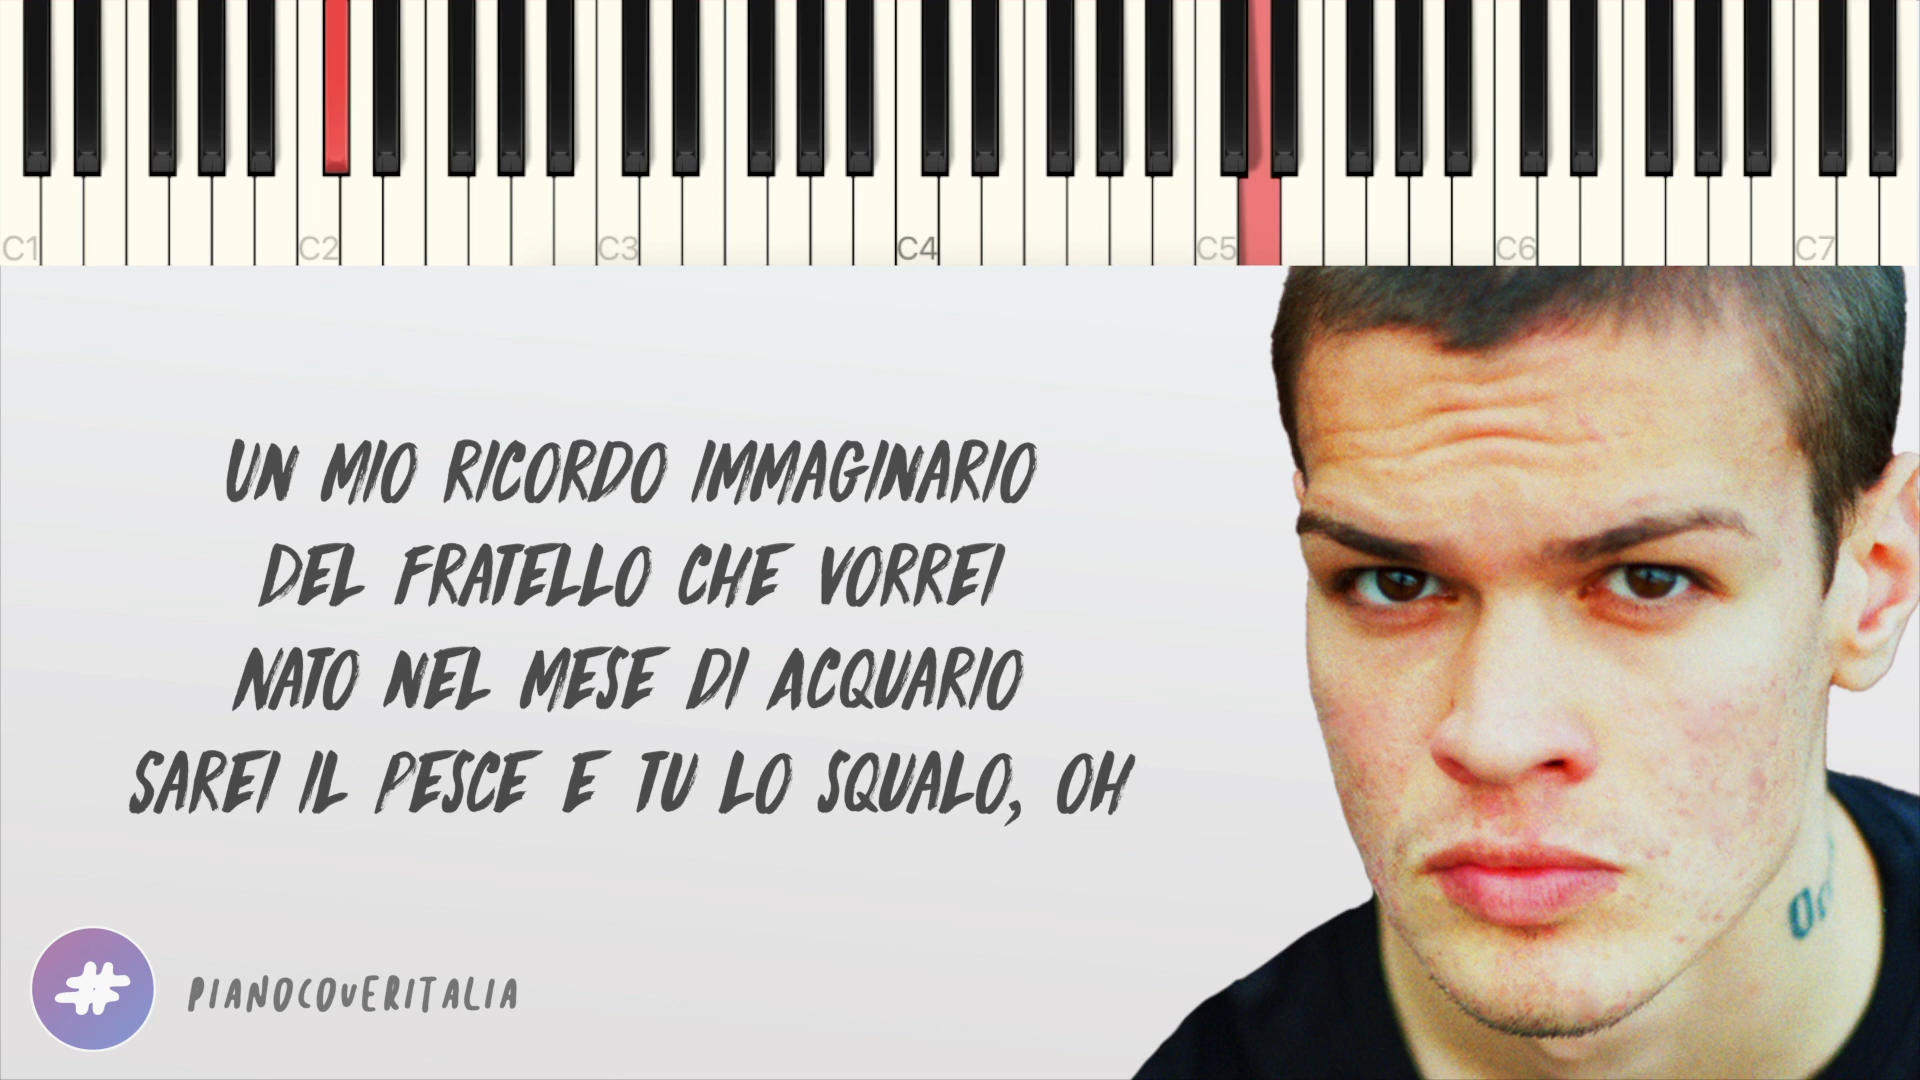 C1 C2 C3 C4 C5 C6 C7
UN MIO RICORDO IMMAGINARIO
DEL FRATELLO CHE VORREI
NATO NEL MESE DI ACQUARIO
SAREI IL PESCE E TU LO SQUALO, OH
# PIANOCOVERITALIA